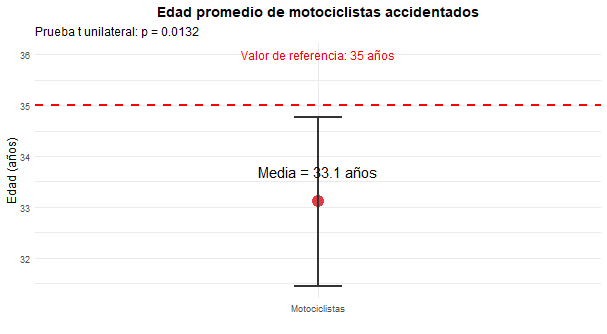 Edad promedio de motociclistas accidentados
Prueba t unilateral: p = 0.0132
Valor de referencia: 35 años
Media = 33.1 años
Edad (años)
36
35
34
33
32
Motociclistas